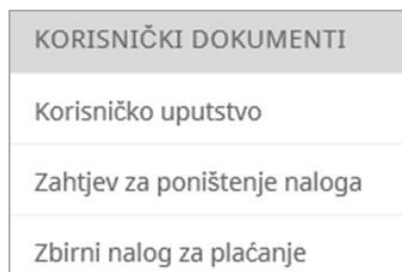 KORISNIČKI DOKUMENTI
Korisničko uputstvo
Zahtjev za poništenje naloga
Zbirni nalog za plaćanje